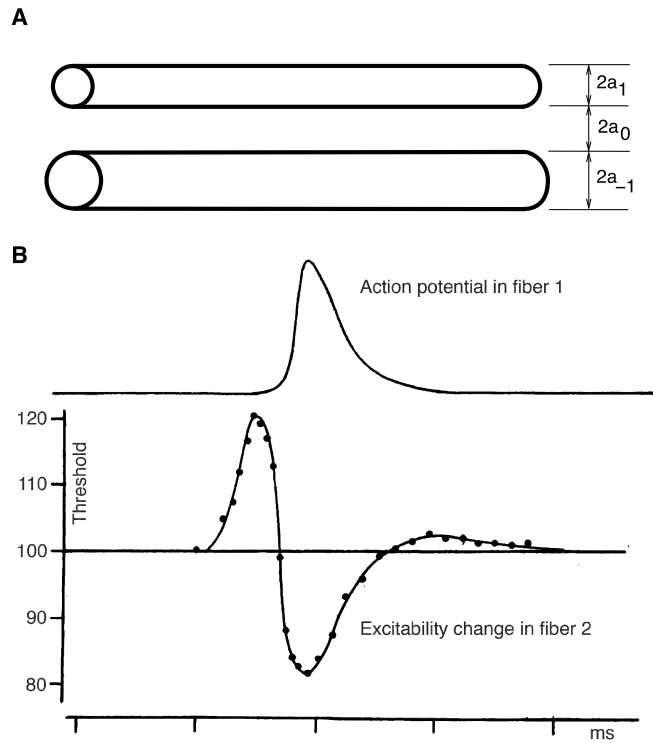 A
2a1
2a0
2a–1
B
Action potential in fiber 1
120
110
100
90
80
Threshold
Excitability change in fiber 2
ms